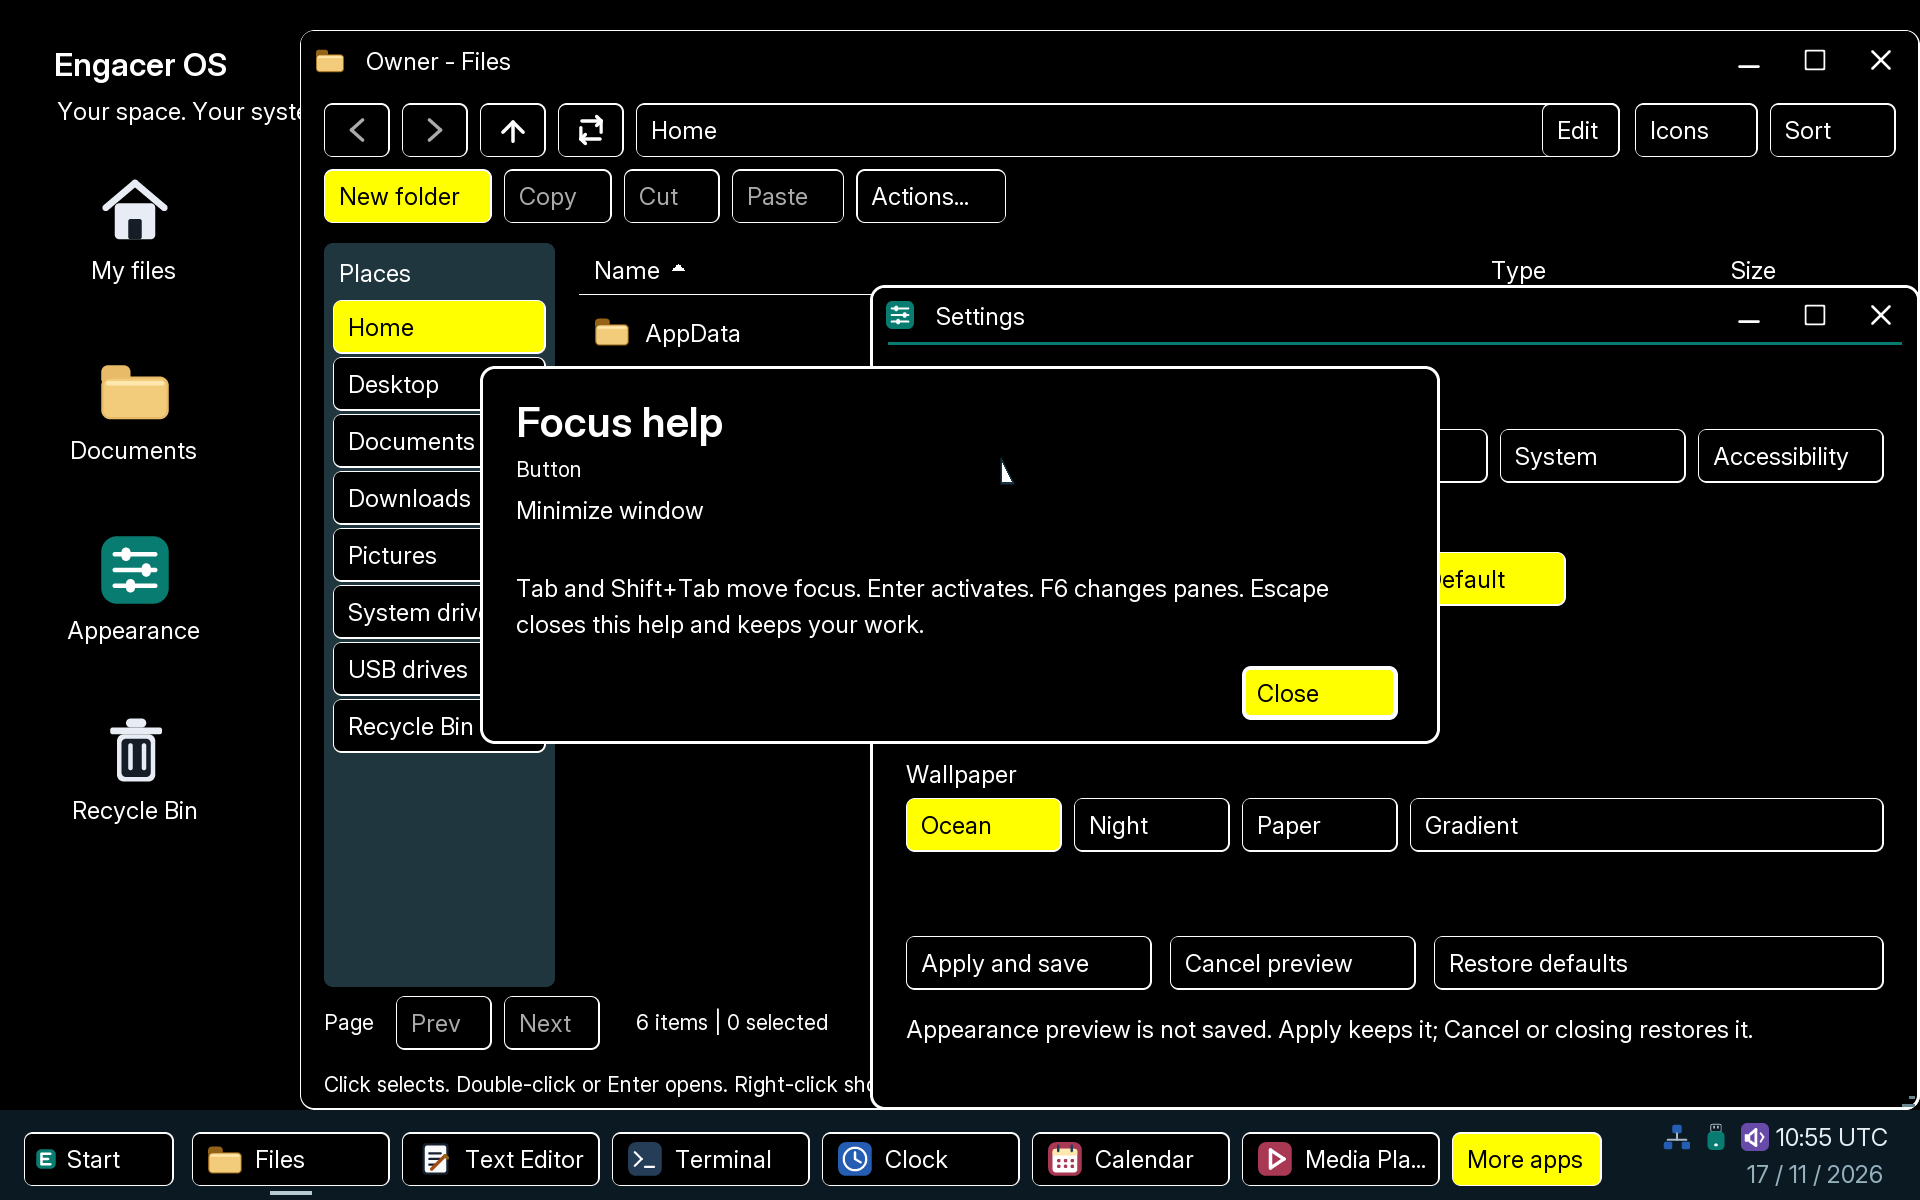 Engacer OS
Your space. Your syste
My files
Documents
Appearance
Recycle Bin
Owner - Files
Home
Edit
Icons
Sort
New folder
Copy
Cut
Paste
Actions...
Places
Home
Desktop
Documents
Downloads
Pictures
System drive
USB drives
Recycle Bin
Name
Type
Size
AppData
Page
Prev
Next
6 items | 0 selected
Click selects. Double-click or Enter opens. Right-click sho
Settings
System
Accessibility
Default
Wallpaper
Ocean
Night
Paper
Gradient
Apply and save
Cancel preview
Restore defaults
Appearance preview is not saved. Apply keeps it; Cancel or closing restores it.
Focus help
Button
Minimize window
Tab and Shift+Tab move focus. Enter activates. F6 changes panes. Escape
closes this help and keeps your work.
Close
E Start
Files
Text Editor
Terminal
Clock
Calendar
Media Pla...
More apps
10:55 UTC
17 / 11 / 2026